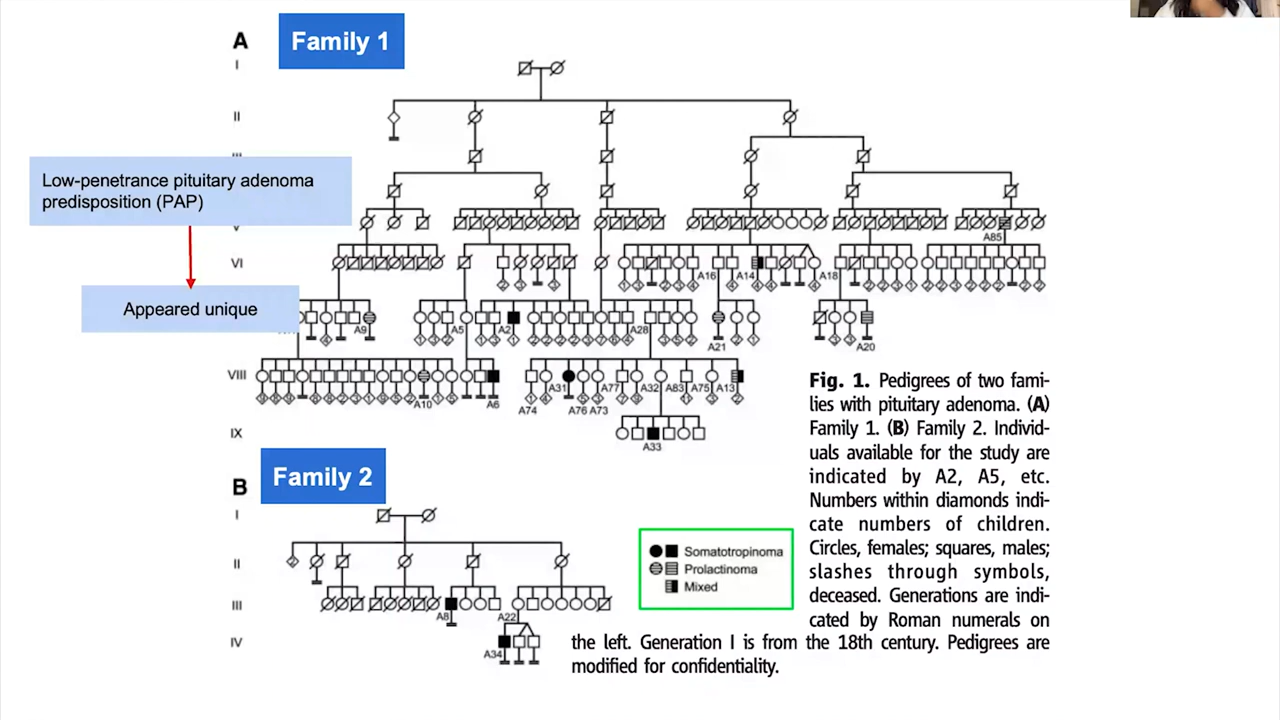 A
Family 1
I
II
Low-penetrance pituitary adenoma
predisposition (PAP)
A85
VI
A16 A14 A18
Appeared unique
A9 A5 A2 A28
A21 A20
VIII
A31 A77 A32 A83 A75 A13
A10 A6 A74 A76 A73
IX
A33
Fig. 1. Pedigrees of two fami-
lies with pituitary adenoma. (A)
Family 1. (B) Family 2. Individ-
uals available for the study are
indicated by A2, A5, etc.
Numbers within diamonds indi-
cate numbers of children.
Circles, females; squares, males;
slashes through symbols,
deceased. Generations are indi-
cated by Roman numerals on
the left. Generation I is from the 18th century. Pedigrees are
modified for confidentiality.
B
Family 2
I
II
III
A8 A22
IV
A34
Somatotropinoma
Prolactinoma
Mixed